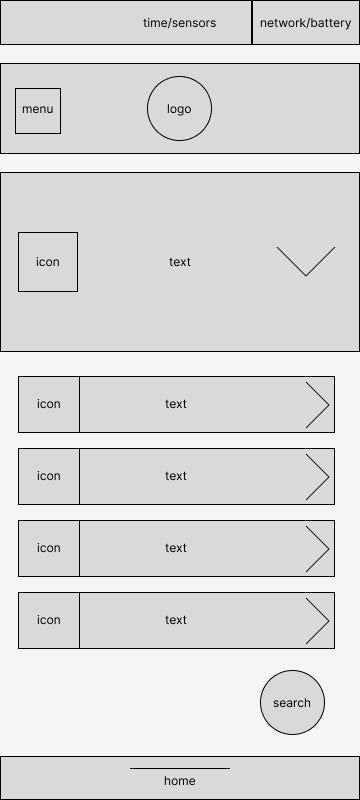 time/sensors
network/battery
menu
logo
icon
text
icon
text
icon
text
icon
text
icon
text
search
home